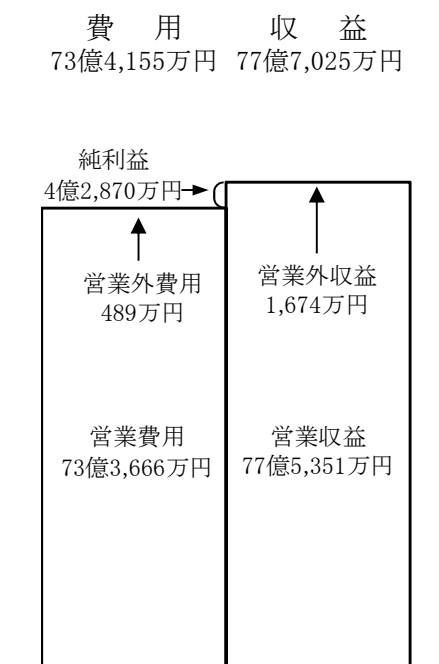 費　用
73億4,155万円
収　益
77億7,025万円
純利益
4億2,870万円
営業外費用
489万円
営業外収益
1,674万円
営業費用
73億3,666万円
営業収益
77億5,351万円